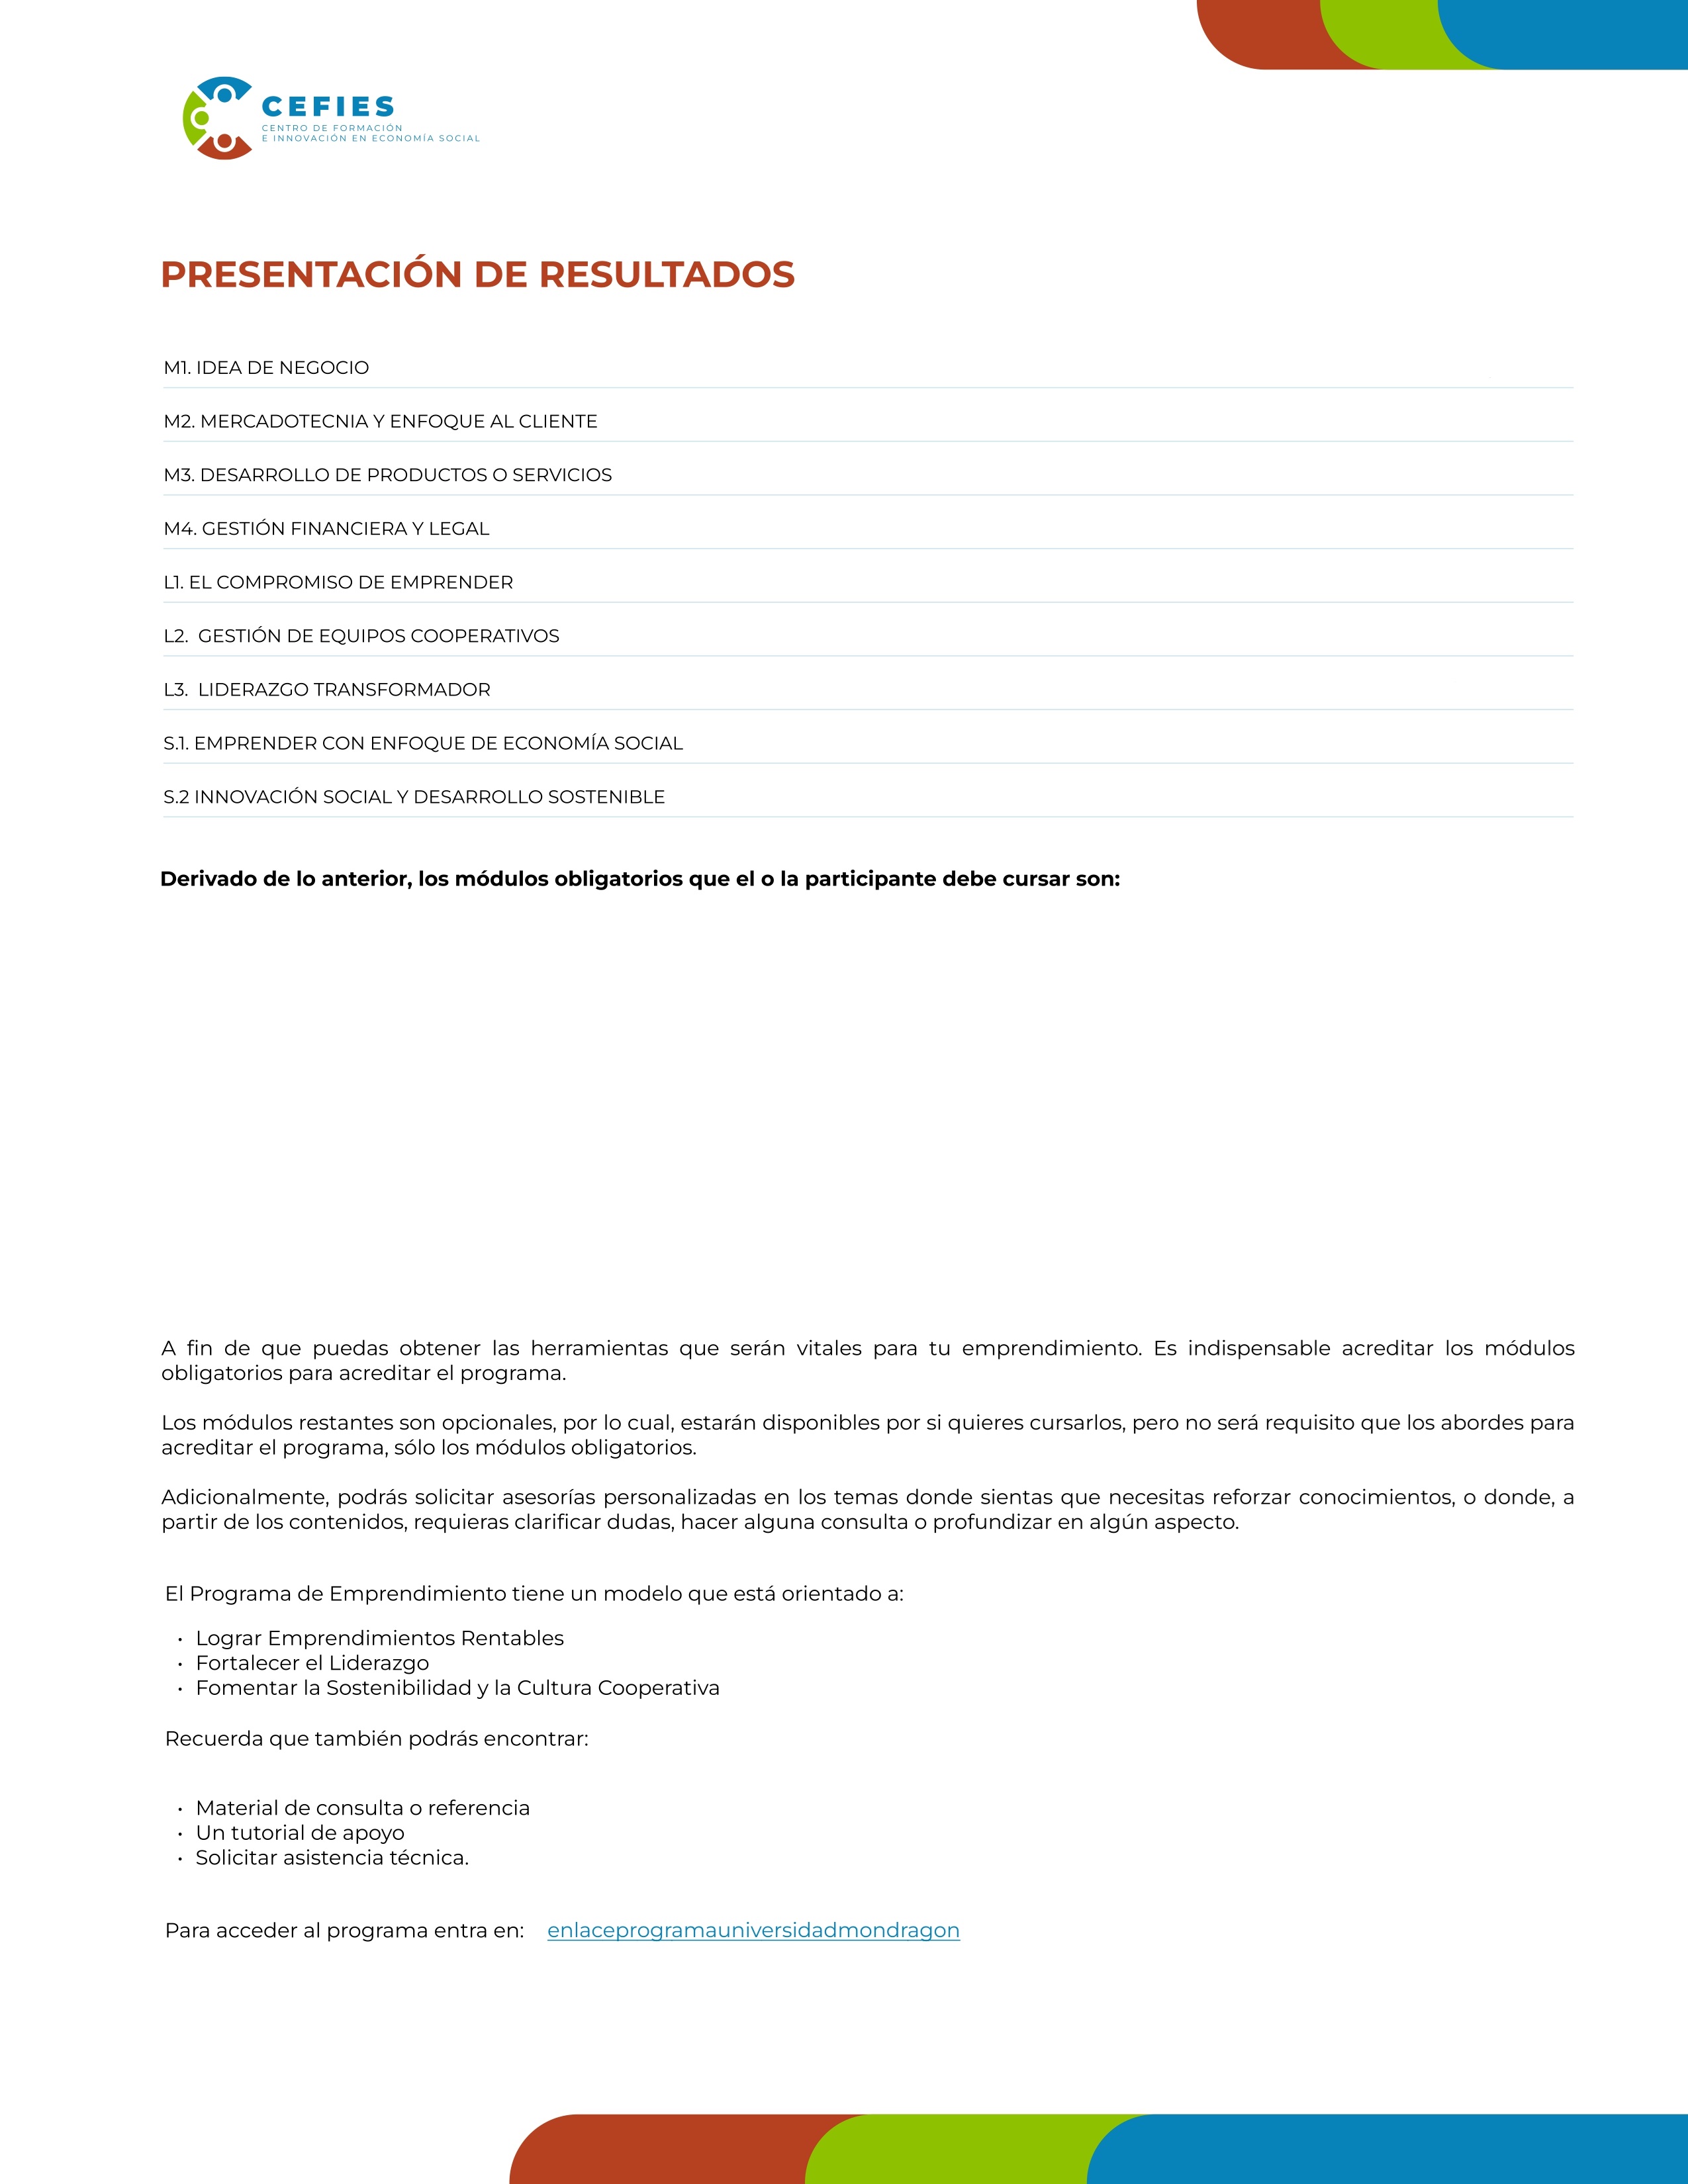 CEFIES
CENTRO DE FORMACIÓN
E INNOVACIÓN EN ECONOMÍA SOCIAL
PRESENTACIÓN DE RESULTADOS
M1. IDEA DE NEGOCIO
M2. MERCADOTECNIA Y ENFOQUE AL CLIENTE
M3. DESARROLLO DE PRODUCTOS O SERVICIOS
M4. GESTIÓN FINANCIERA Y LEGAL
L1. EL COMPROMISO DE EMPRENDER
L2.  GESTIÓN DE EQUIPOS COOPERATIVOS
L3.  LIDERAZGO TRANSFORMADOR
S.1. EMPRENDER CON ENFOQUE DE ECONOMÍA SOCIAL
S.2 INNOVACIÓN SOCIAL Y DESARROLLO SOSTENIBLE
Derivado de lo anterior, los módulos obligatorios que el o la participante debe cursar son:
A fin de que puedas obtener las herramientas que serán vitales para tu emprendimiento. Es indispensable acreditar los módulos
obligatorios para acreditar el programa.
Los módulos restantes son opcionales, por lo cual, estarán disponibles por si quieres cursarlos, pero no será requisito que los abordes para
acreditar el programa, sólo los módulos obligatorios.
Adicionalmente, podrás solicitar asesorías personalizadas en los temas donde sientas que necesitas reforzar conocimientos, o donde, a
partir de los contenidos, requieras clarificar dudas, hacer alguna consulta o profundizar en algún aspecto.
El Programa de Emprendimiento tiene un modelo que está orientado a:
• Lograr Emprendimientos Rentables
• Fortalecer el Liderazgo
• Fomentar la Sostenibilidad y la Cultura Cooperativa
Recuerda que también podrás encontrar:
• Material de consulta o referencia
• Un tutorial de apoyo
• Solicitar asistencia técnica.
Para acceder al programa entra en: enlaceprogramauniversidadmondragon